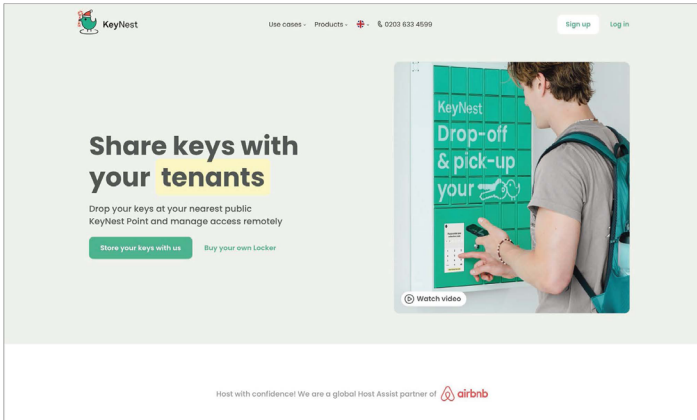 KeyNest
Use cases
Products
0203 633 4599
Sign up
Log in
Share keys with
your tenants
Drop your keys at your nearest public
KeyNest Point and manage access remotely
Store your keys with us
Buy your own Locker
KeyNest
Drop-off
& pick-up
your
Watch video
Host with confidence! We are a global Host Assist partner of airbnb